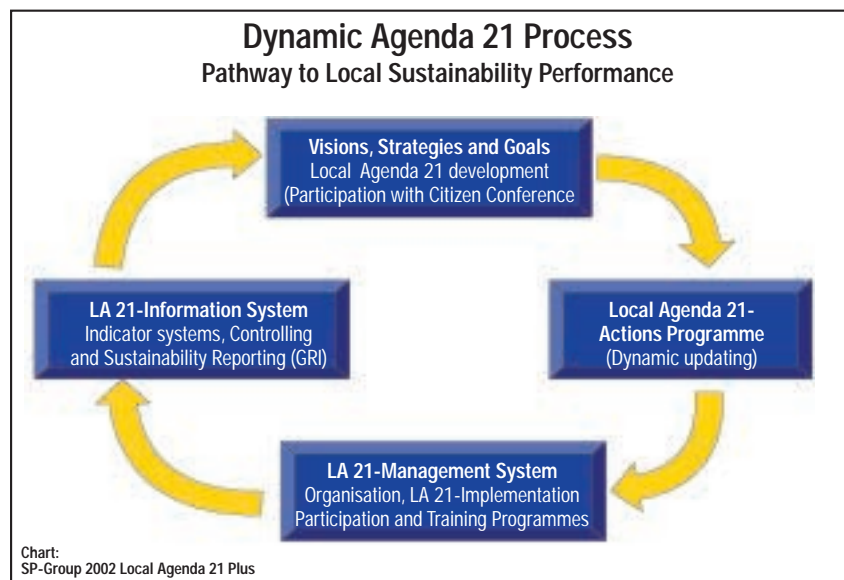 Dynamic Agenda 21 Process
Pathway to Local Sustainability Performance
Visions, Strategies and Goals
Local Agenda 21 development
(Participation with Citizen Conference
Local Agenda 21-
Actions Programme
(Dynamic updating)
LA 21-Management System
Organisation, LA 21-Implementation
Participation and Training Programmes
LA 21-Information System
Indicator systems, Controlling
and Sustainability Reporting (GRI)
Chart:
SP-Group 2002 Local Agenda 21 Plus